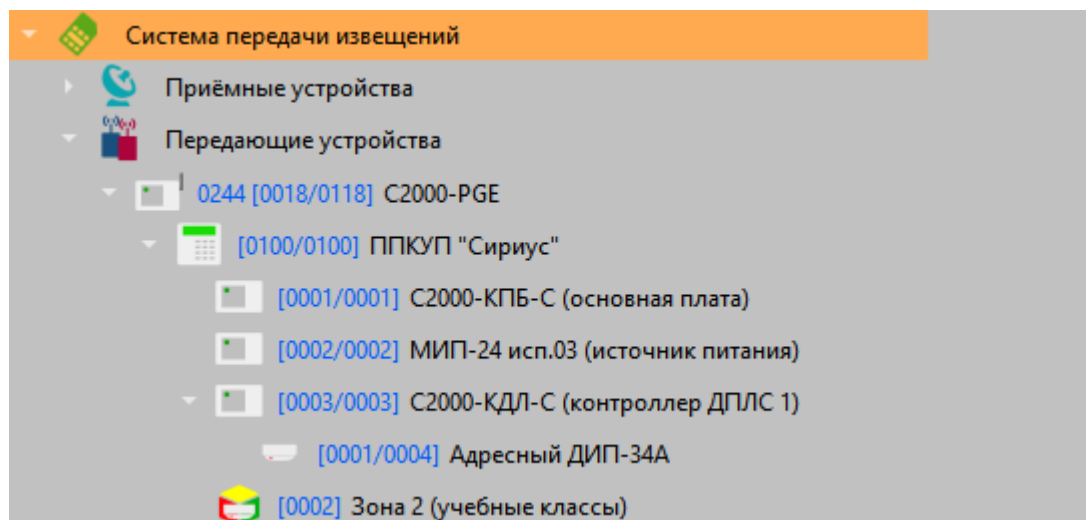 Система передачи извещений
Приёмные устройства
Передающие устройства
0244 [0018/0118] С2000-PGE
[0100/0100] ППКУП "Сириус"
[0001/0001] С2000-КПБ-С (основная плата)
[0002/0002] МИП-24 исп.03 (источник питания)
[0003/0003] С2000-КДЛ-С (контроллер ДПЛС 1)
[0001/0004] Адресный ДИП-34А
[0002] Зона 2 (учебные классы)